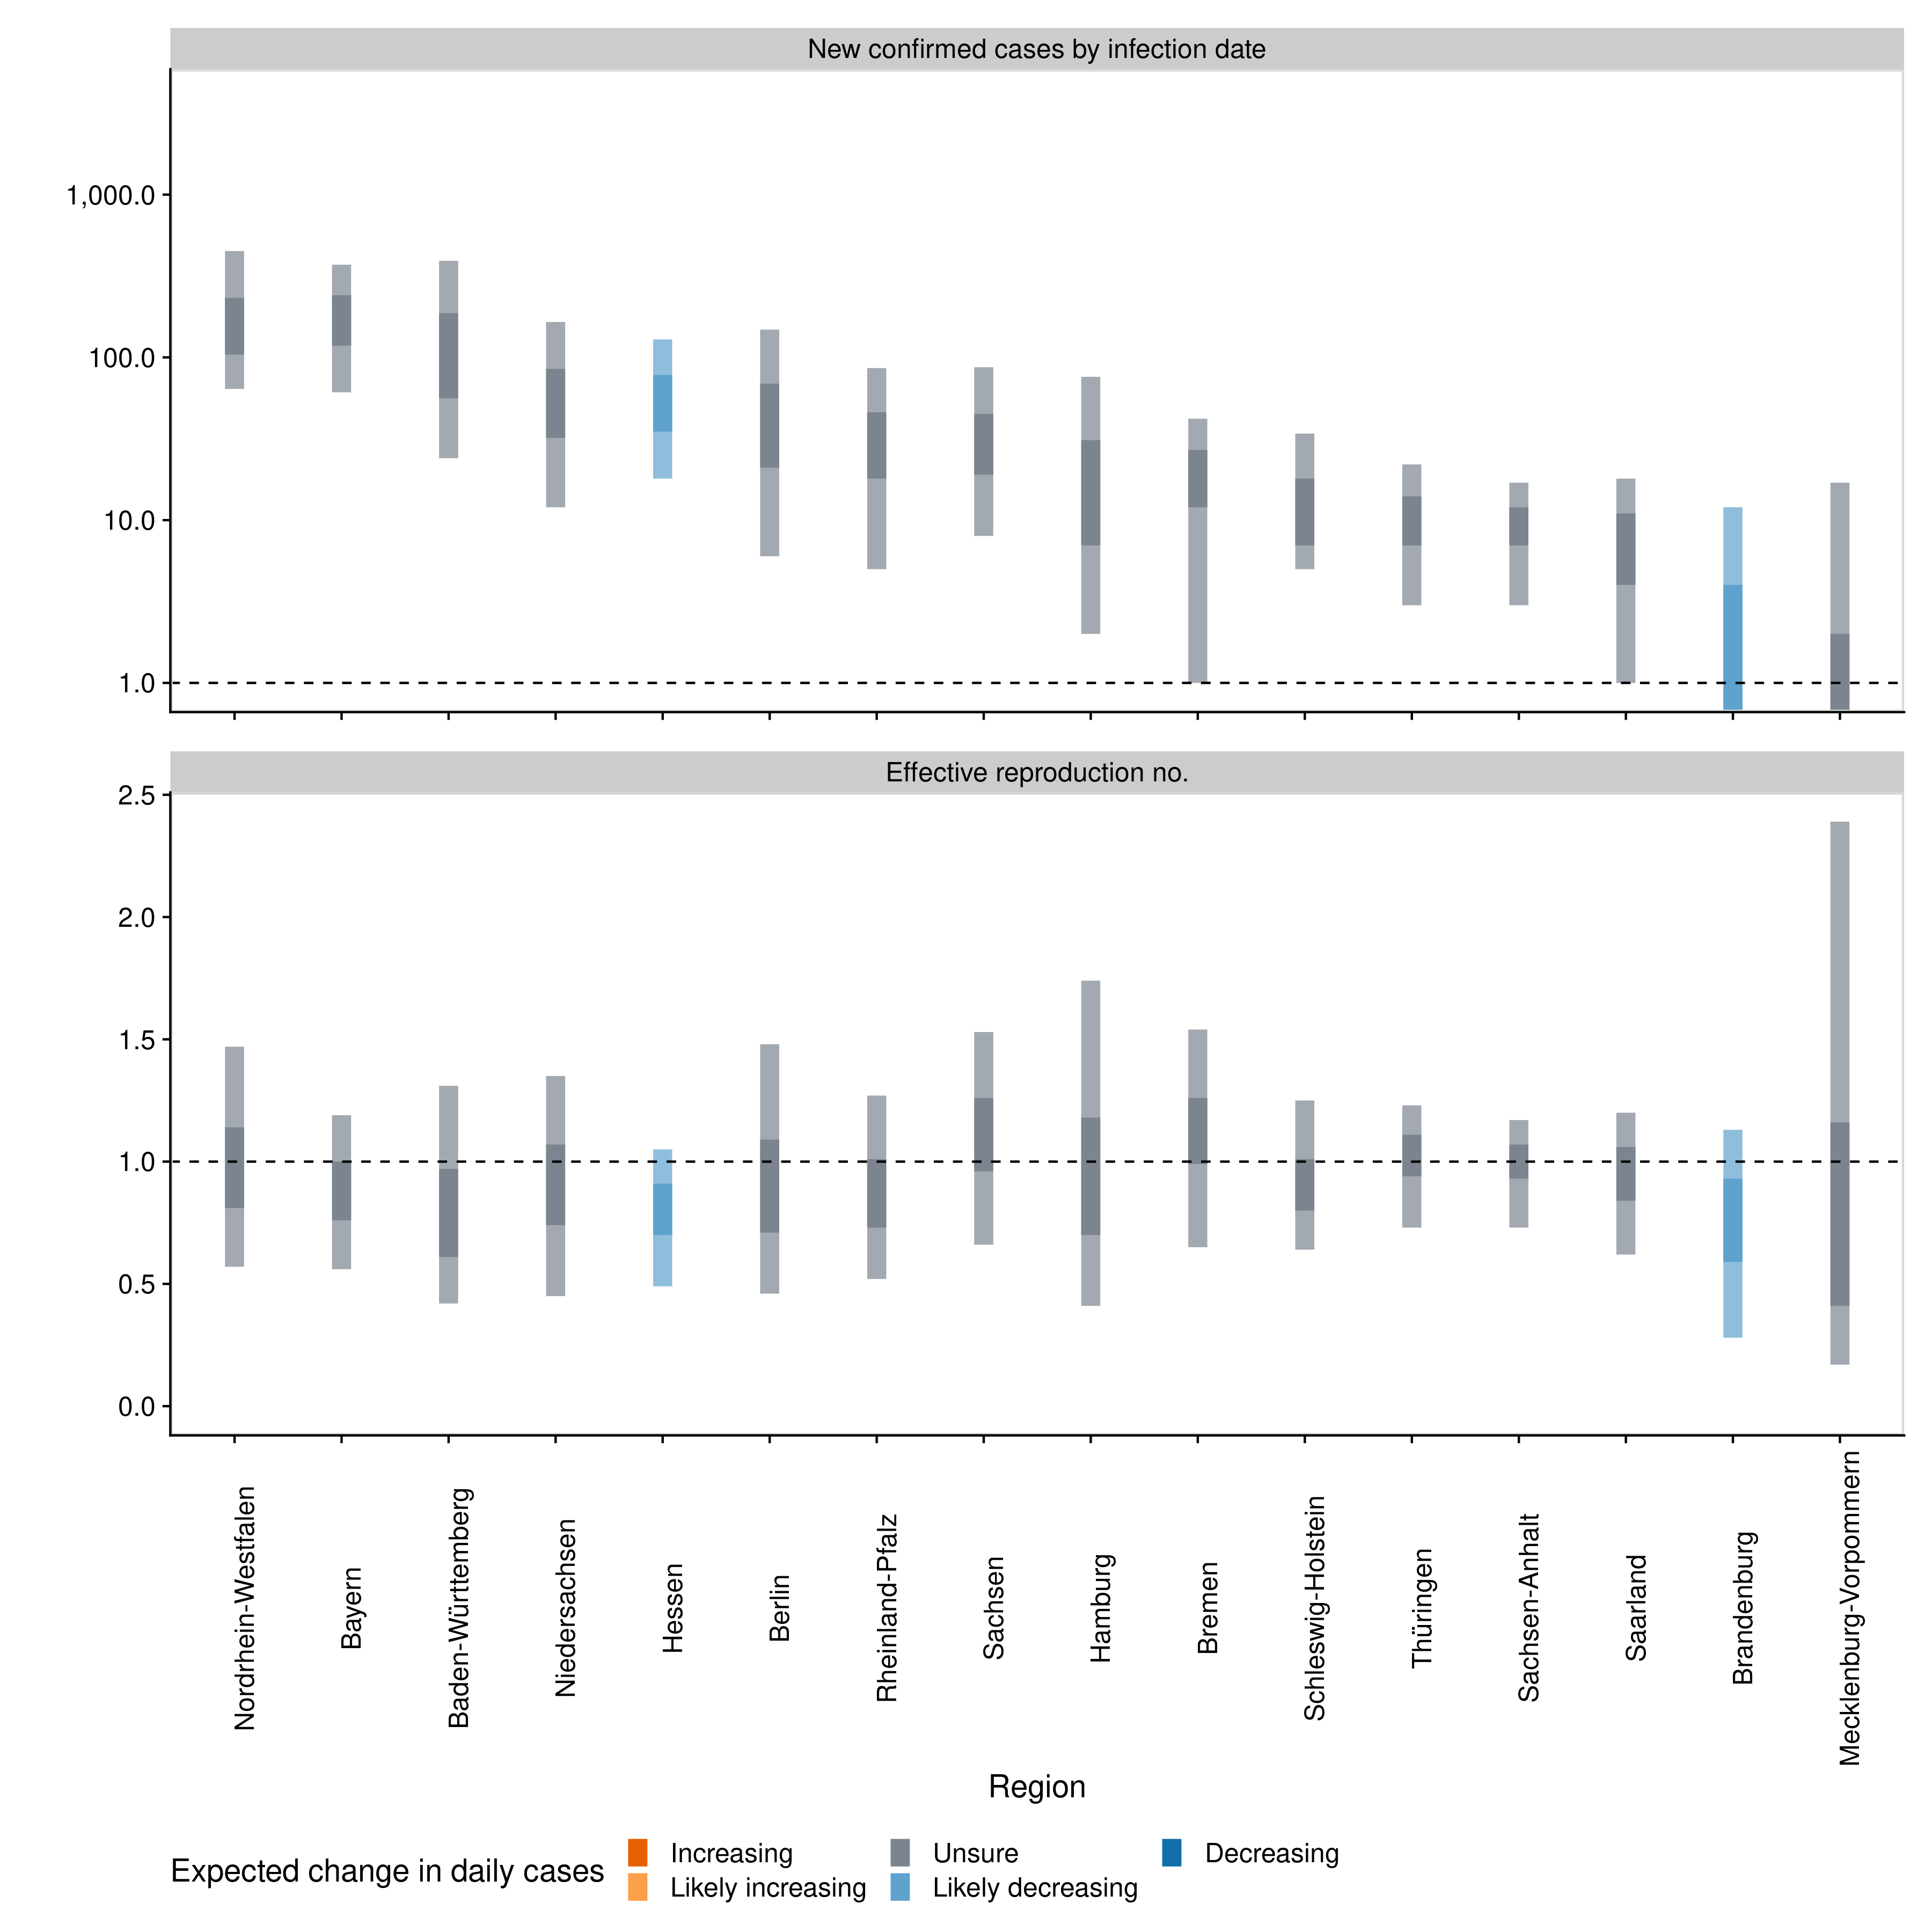 New confirmed cases by infection date
1,000.0
100.0
10.0
1.0
Effective reproduction no.
2.5
2.0
1.5
1.0
0.5
0.0
Nordrhein-Westfalen
Bayern
Baden-Württemberg
Niedersachsen
Hessen
Berlin
Rheinland-Pfalz
Sachsen
Hamburg
Bremen
Schleswig-Holstein
Thüringen
Sachsen-Anhalt
Saarland
Brandenburg
Mecklenburg-Vorpommern
Region
Expected change in daily cases
Increasing
Likely increasing
Unsure
Likely decreasing
Decreasing